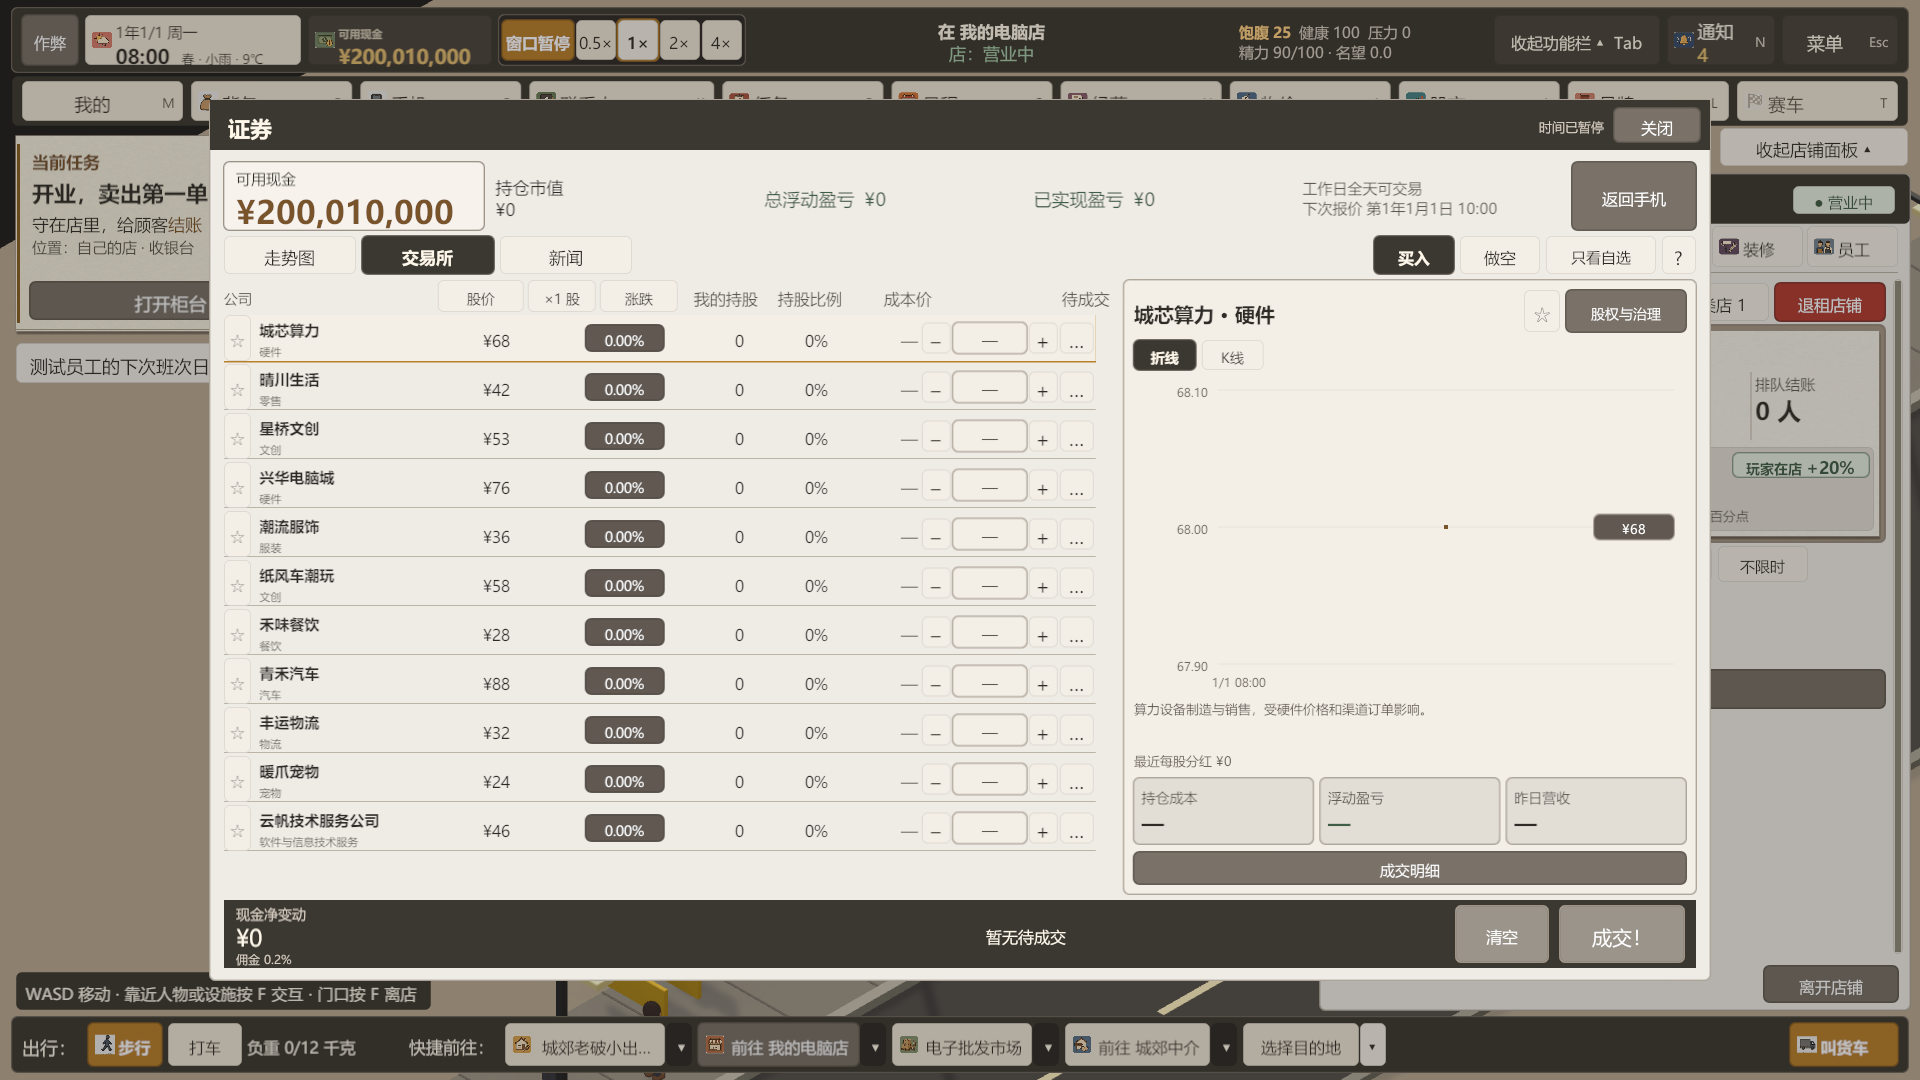 作弊
1年1/1 周一
08:00 春 · 小雨 · 9℃
可用现金
¥200,010,000
窗口暂停 0.5× 1× 2× 4×
在 我的电脑店
店：营业中
饱腹 25 健康 100 压力 0
精力 90/100 · 名望 0.0
收起功能栏 ▴ Tab
通知 N
4
菜单 Esc
我的 M
L
赛车 T
当前任务
开业，卖出第一单
守在店里，给顾客结账
位置：自己的店 · 收银台
打开柜台
测试员工的下次班次日
收起店铺面板 ▴
● 营业中
装修
员工
店 1
退租店铺
排队结账
0 人
玩家在店 +20%
百分点
不限时
离开店铺
证券
时间已暂停
关闭
可用现金
¥200,010,000
持仓市值
¥0
总浮动盈亏 ¥0
已实现盈亏 ¥0
工作日全天可交易
下次报价 第1年1月1日 10:00
返回手机
走势图
交易所
新闻
买入
做空
只看自选
?
公司 股价 ×1 股 涨跌 我的持股 持股比例 成本价 待成交
☆ 城芯算力 ¥68 0.00% 0 0% — − — + ...
硬件
☆ 晴川生活 ¥42 0.00% 0 0% — − — + ...
零售
☆ 星桥文创 ¥53 0.00% 0 0% — − — + ...
文创
☆ 兴华电脑城 ¥76 0.00% 0 0% — − — + ...
硬件
☆ 潮流服饰 ¥36 0.00% 0 0% — − — + ...
服装
☆ 纸风车潮玩 ¥58 0.00% 0 0% — − — + ...
文创
☆ 禾味餐饮 ¥28 0.00% 0 0% — − — + ...
餐饮
☆ 青禾汽车 ¥88 0.00% 0 0% — − — + ...
汽车
☆ 丰运物流 ¥32 0.00% 0 0% — − — + ...
物流
☆ 暖爪宠物 ¥24 0.00% 0 0% — − — + ...
宠物
☆ 云帆技术服务公司 ¥46 0.00% 0 0% — − — + ...
软件与信息技术服务
城芯算力 · 硬件
☆
股权与治理
折线
K线
68.10
68.00
¥68
67.90
1/1 08:00
算力设备制造与销售，受硬件价格和渠道订单影响。
最近每股分红 ¥0
持仓成本
—
浮动盈亏
—
昨日营收
—
成交明细
现金净变动
¥0
佣金 0.2%
暂无待成交
清空
成交！
WASD 移动 · 靠近人物或设施按 F 交互 · 门口按 F 离店
出行：
步行
打车
负重 0/12 千克
快捷前往：
城郊老破小出... ▾
前往 我的电脑店 ▾
电子批发市场 ▾
前往 城郊中介 ▾
选择目的地 ▾
叫货车